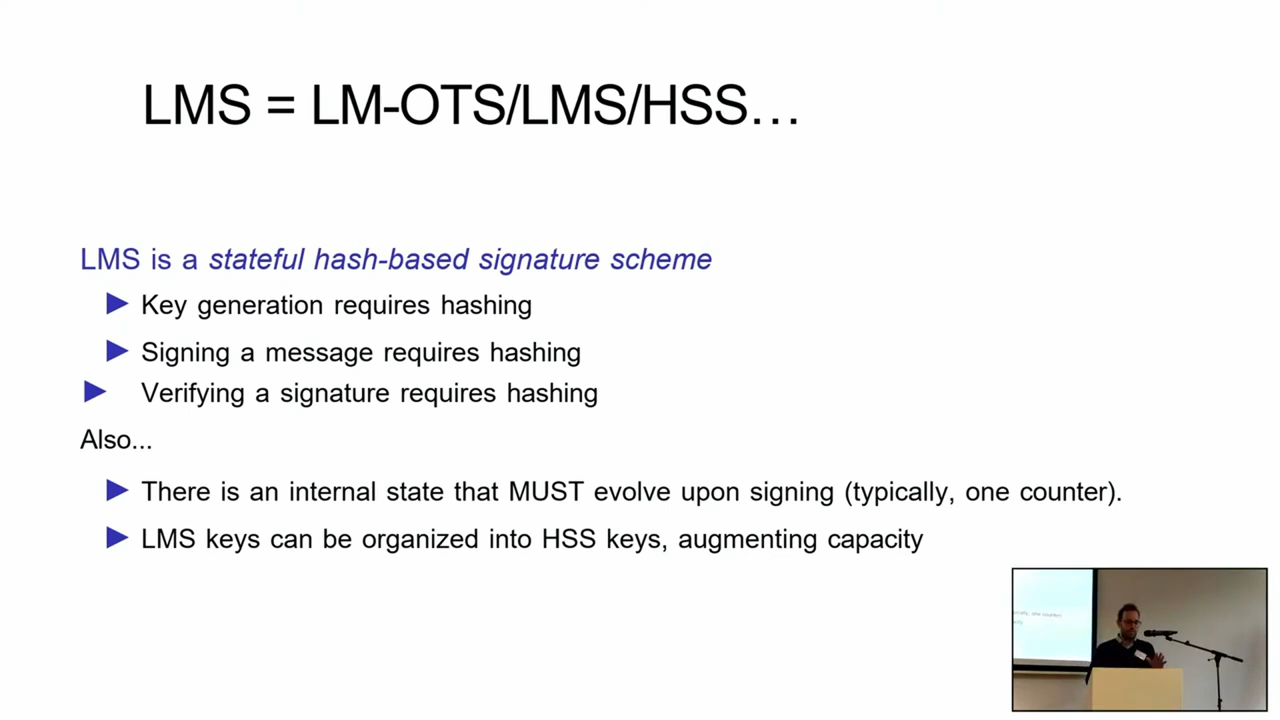 LMS = LM-OTS/LMS/HSS…
LMS is a stateful hash-based signature scheme
► Key generation requires hashing
► Signing a message requires hashing
► Verifying a signature requires hashing
Also...
► There is an internal state that MUST evolve upon signing (typically, one counter).
► LMS keys can be organized into HSS keys, augmenting capacity